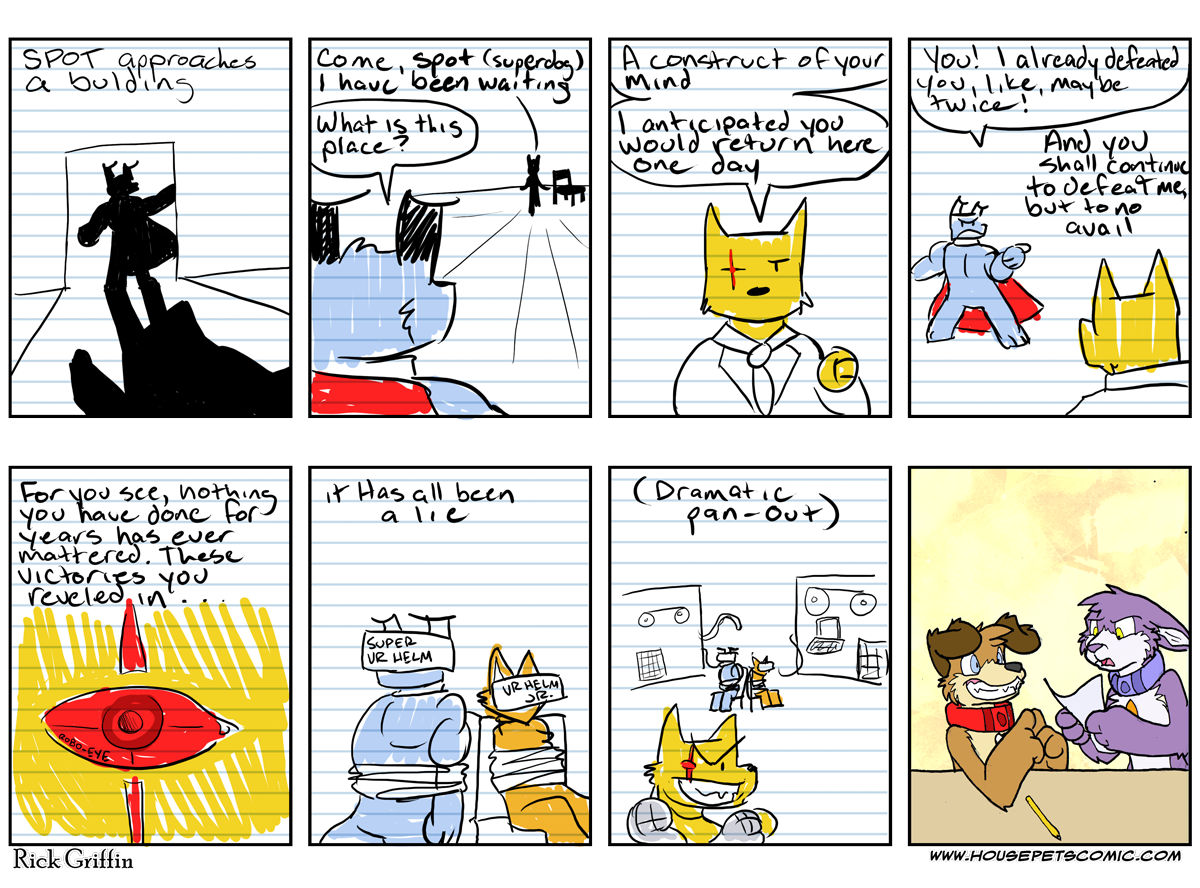 SPOT approaches
a bulding
Come, spot (superdog)
I have been waiting
What is this
place?
A construct of your
mind
I anticipated you
would return here
one day
You! I already defeated
you, like, maybe
twice!
And you
shall continue
to defeat me,
but to no
avail
For you see, nothing
you have done for
years has ever
mattered. These
victories you
reveled in . . .
ROBO-EYE
it Has all been
a lie
SUPER
VR HELM
VR HELM
JR.
(Dramatic
pan-out)
Rick Griffin
WWW.HOUSEPETSCOMIC.COM